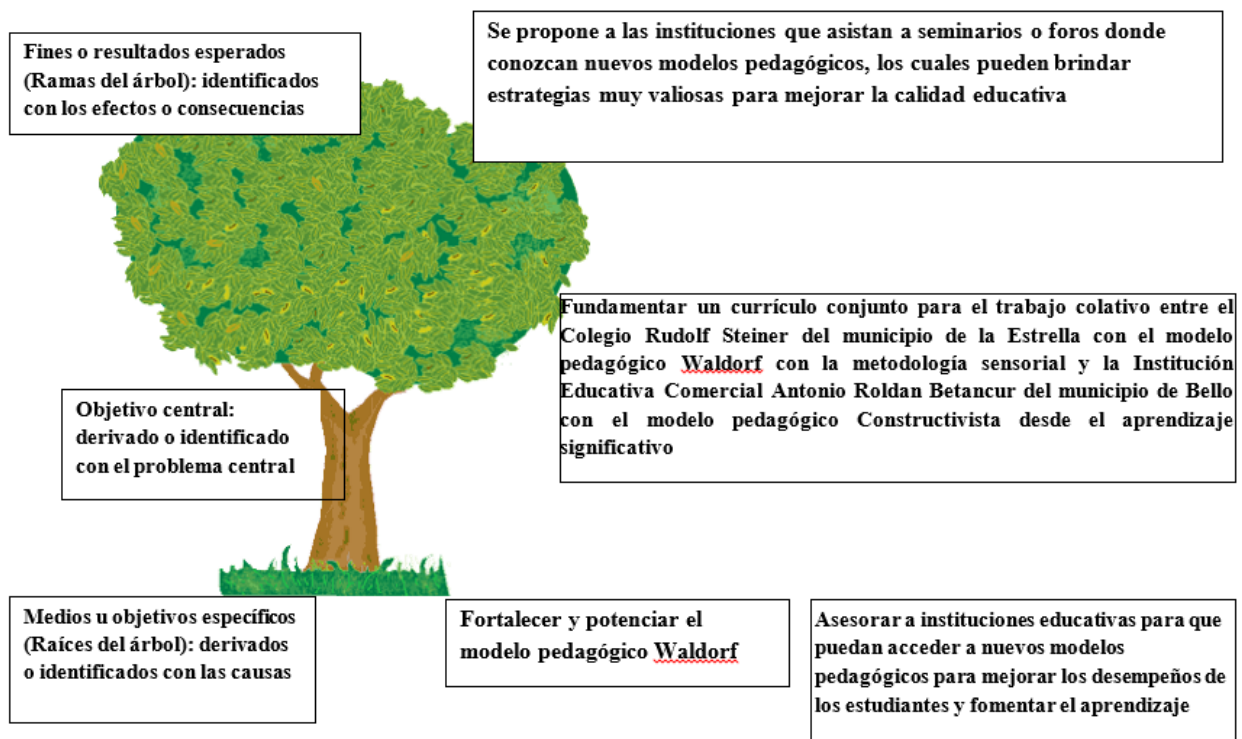 Fines o resultados esperados
(Ramas del árbol): identificados
con los efectos o consecuencias
Se propone a las instituciones que asistan a seminarios o foros donde
conozcan nuevos modelos pedagógicos, los cuales pueden brindar
estrategias muy valiosas para mejorar la calidad educativa
Fundamentar un currículo conjunto para el trabajo colativo entre el
Colegio Rudolf Steiner del municipio de la Estrella con el modelo
pedagógico Waldorf con la metodología sensorial y la Institución
Educativa Comercial Antonio Roldan Betancur del municipio de Bello
con el modelo pedagógico Constructivista desde el aprendizaje
significativo
Objetivo central:
derivado o identificado
con el problema central
Medios u objetivos específicos
(Raíces del árbol): derivados
o identificados con las causas
Fortalecer y potenciar el
modelo pedagógico Waldorf
Asesorar a instituciones educativas para que
puedan acceder a nuevos modelos
pedagógicos para mejorar los desempeños de
los estudiantes y fomentar el aprendizaje